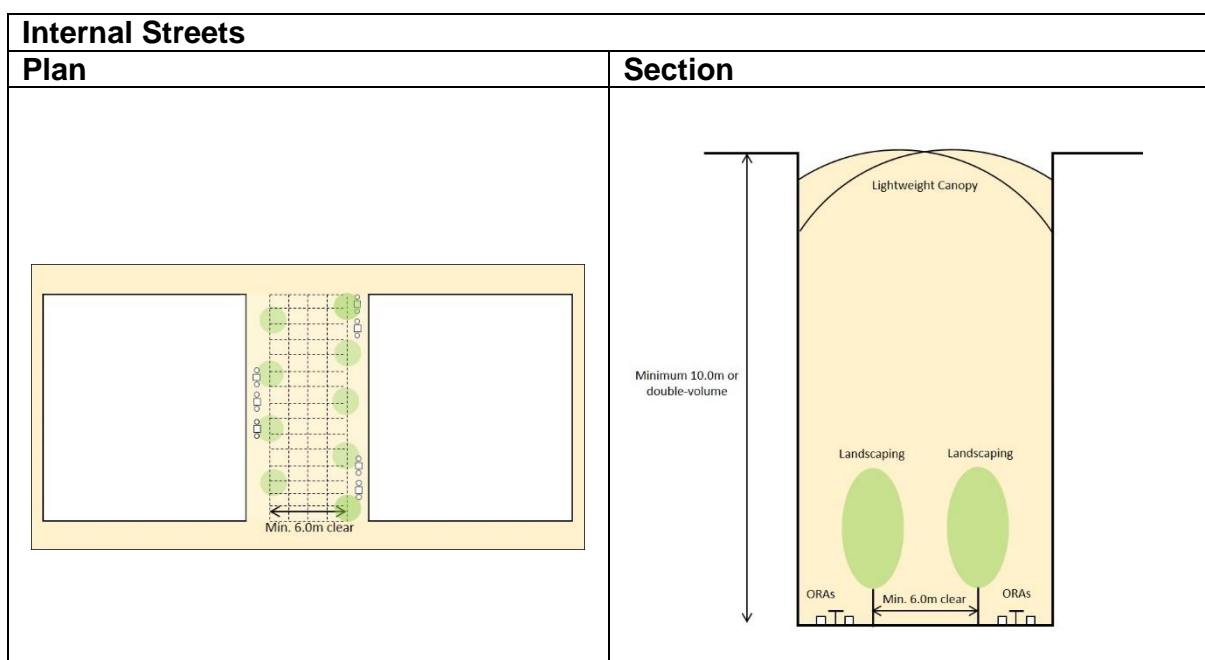 Internal Streets
Plan
Section
Min. 6.0m clear
Lightweight Canopy
Minimum 10.0m or
double-volume
Landscaping
Landscaping
ORAs
Min. 6.0m clear
ORAs